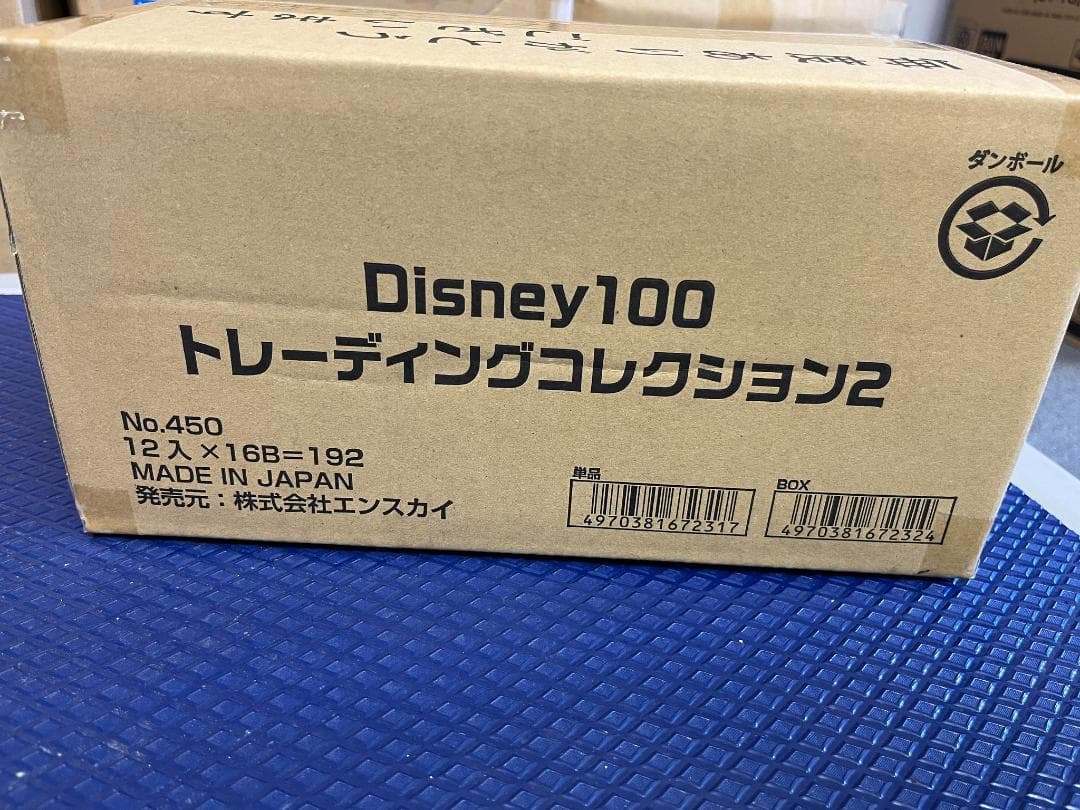 ダンボール
Disney100
トレーディングコレクション2
No.450
12入×16B=192
MADE IN JAPAN
発売元:株式会社エンスカイ
単品
4970381672317
BOX
4970381672324